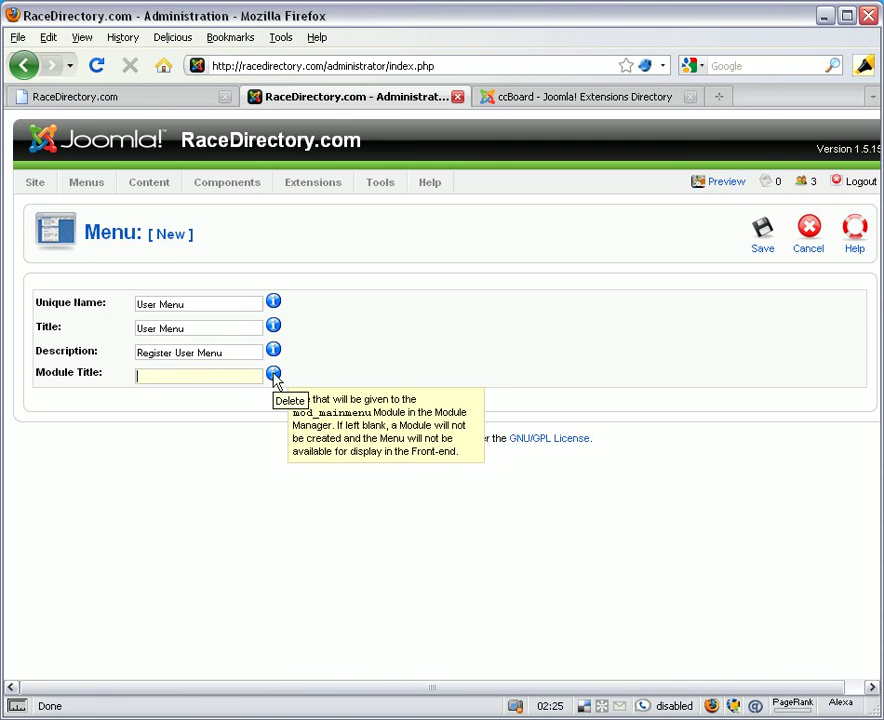 RaceDirectory.com - Administration - Mozilla Firefox
File Edit View History Delicious Bookmarks Tools Help
http://racedirectory.com/administrator/index.php
Google
RaceDirectory.com
RaceDirectory.com - Administrat...
ccBoard - Joomla! Extensions Directory
Joomla! RaceDirectory.com
Version 1.5.15
Site Menus Content Components Extensions Tools Help
Preview 0 3 Logout
Menu: [ New ]
Save Cancel Help
Unique Name: User Menu
Title: User Menu
Description: Register User Menu
Module Title:
Delete
that will be given to the
mod_mainmenu Module in the Module
Manager. If left blank, a Module will not
be created and the Menu will not be
available for display in the Front-end.
the GNU/GPL License.
Done
02:25
disabled
PageRank
Alexa